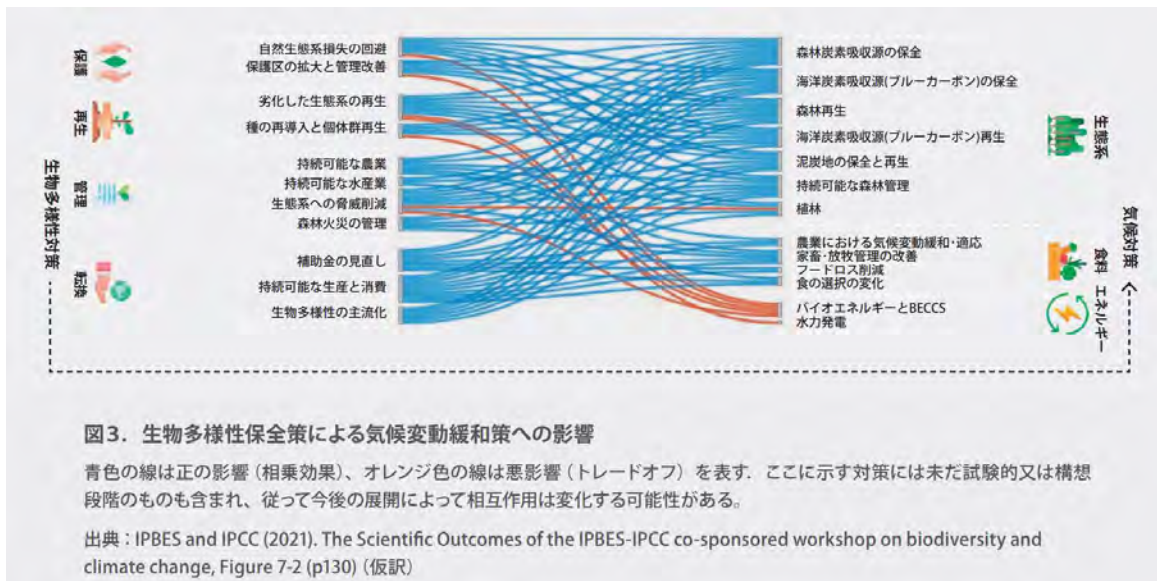 生物多様性対策
保護
自然生態系損失の回避
保護区の拡大と管理改善
再生
劣化した生態系の再生
種の再導入と個体群再生
管理
持続可能な農業
持続可能な水産業
生態系への脅威削減
森林火災の管理
転換
補助金の見直し
持続可能な生産と消費
生物多様性の主流化
森林炭素吸収源の保全
海洋炭素吸収源(ブルーカーボン)の保全
森林再生
海洋炭素吸収源(ブルーカーボン)再生
泥炭地の保全と再生
持続可能な森林管理
植林
生態系
農業における気候変動緩和・適応
家畜・放牧管理の改善
フードロス削減
食の選択の変化
食料
バイオエネルギーとBECCS
水力発電
エネルギー
気候対策
図3．生物多様性保全策による気候変動緩和策への影響
青色の線は正の影響（相乗効果）、オレンジ色の線は悪影響（トレードオフ）を表す．ここに示す対策には未だ試験的又は構想
段階のものも含まれ、従って今後の展開によって相互作用は変化する可能性がある。
出典：IPBES and IPCC (2021). The Scientific Outcomes of the IPBES-IPCC co-sponsored workshop on biodiversity and
climate change, Figure 7-2 (p130)（仮訳）